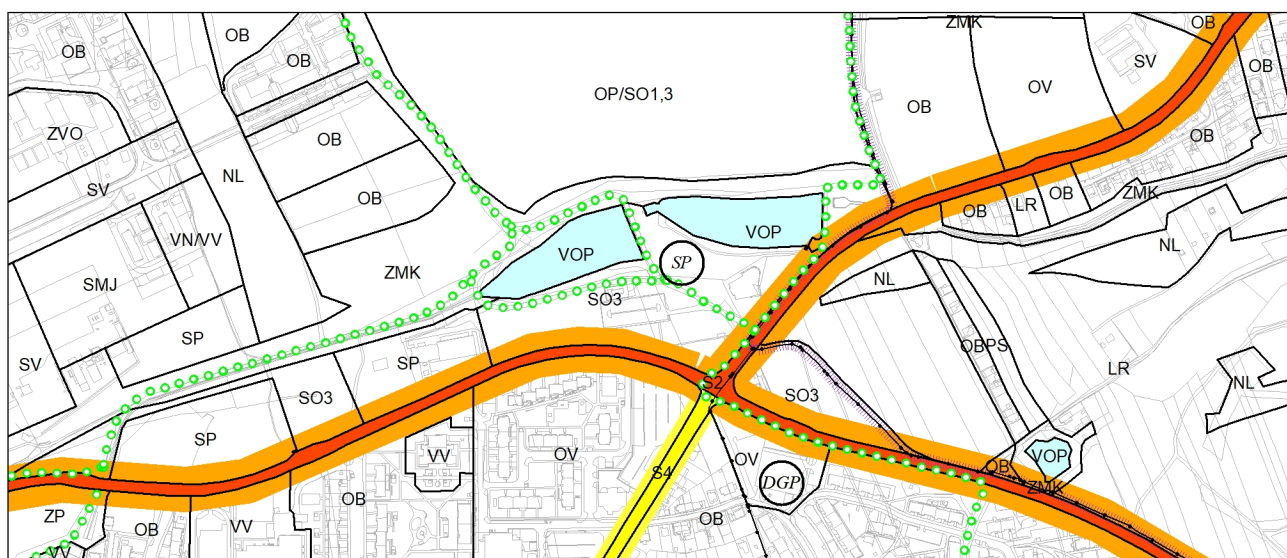 ZMK
OB
OB
OB
OB
OB
SV
OB
OP/SO1,3
OV
OB
ZVO
OB
OB
SV
NL
OB
ZMK
OB
LR
OB
VN/VV
VOP
VOP
NL
SP
ZMK
SMJ
NL
SO3
SP
OBPS
SV
SP
LR
S2
NL
SO3
SO3
SP
VV
OV
VOP
S4
OV
OB
DGP
ZMK
OB
ZP
OB
VV
OB
VV